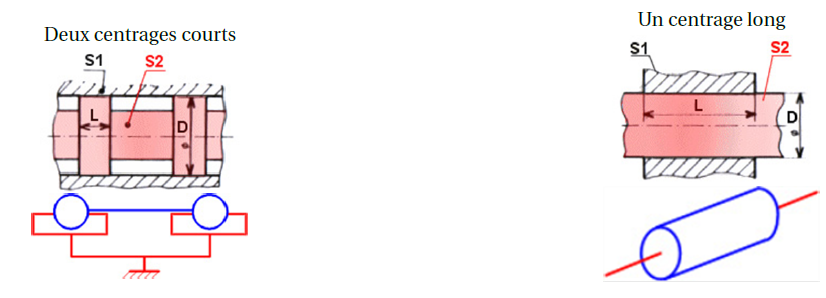 Deux centrages courts
S1
S2
L
D
ø
Un centrage long
S1
S2
L
D
ø